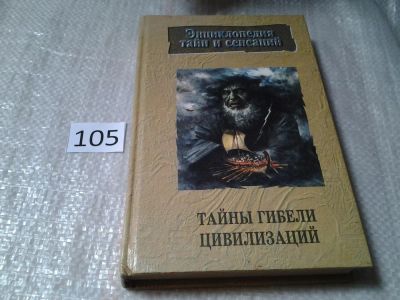 Энциклопедия
тайн и сенсаций
105
ТАЙНЫ ГИБЕЛИ
ЦИВИЛИЗАЦИЙ